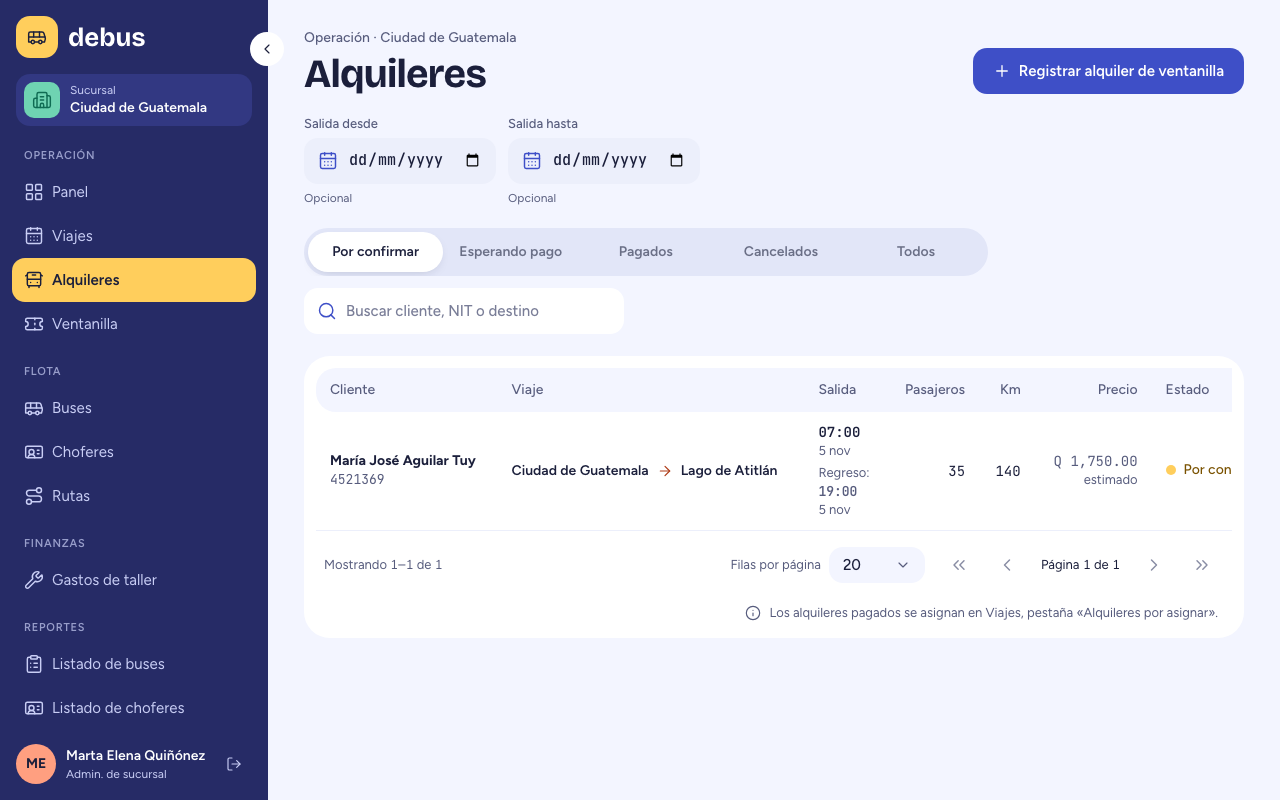 debus
Sucursal
Ciudad de Guatemala
OPERACIÓN
Panel
Viajes
Alquileres
Ventanilla
FLOTA
Buses
Choferes
Rutas
FINANZAS
Gastos de taller
REPORTES
Listado de buses
Listado de choferes
ME
Marta Elena Quiñónez
Admin. de sucursal
Operación · Ciudad de Guatemala
Alquileres
Registrar alquiler de ventanilla
Salida desde
Salida hasta
dd/mm/yyyy
dd/mm/yyyy
Opcional
Opcional
Por confirmar
Esperando pago
Pagados
Cancelados
Todos
Buscar cliente, NIT o destino
Cliente
Viaje
Salida
Pasajeros
Km
Precio
Estado
María José Aguilar Tuy
4521369
Ciudad de Guatemala → Lago de Atitlán
07:00
5 nov
Regreso:
19:00
5 nov
35
140
Q 1,750.00
estimado
Por con
Mostrando 1–1 de 1
Filas por página
20
Página 1 de 1
Los alquileres pagados se asignan en Viajes, pestaña «Alquileres por asignar».